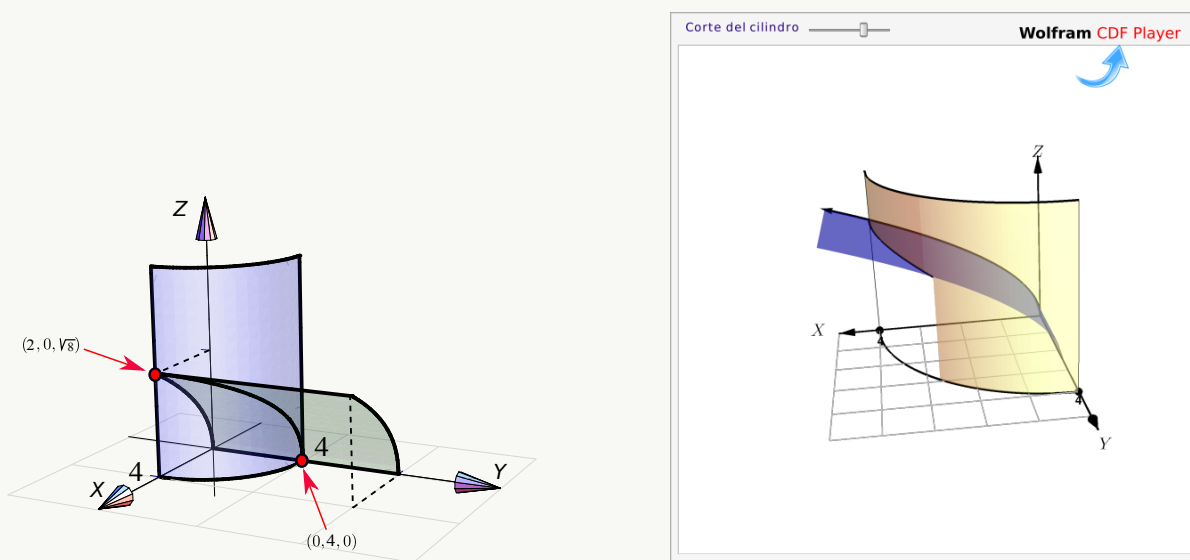 Z
(2, 0, √8)
4
4
X
Y
(0, 4, 0)
Corte del cilindro
Wolfram CDF Player
Z
X
4
4
Y